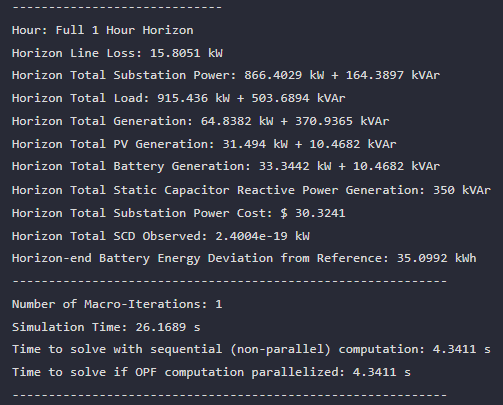 ----------------------------
Hour: Full 1 Hour Horizon
Horizon Line Loss: 15.8051 kW
Horizon Total Substation Power: 866.4029 kW + 164.3897 kVAr
Horizon Total Load: 915.436 kW + 503.6894 kVAr
Horizon Total Generation: 64.8382 kW + 370.9365 kVAr
Horizon Total PV Generation: 31.494 kW + 10.4682 kVAr
Horizon Total Battery Generation: 33.3442 kW + 10.4682 kVAr
Horizon Total Static Capacitor Reactive Power Generation: 350 kVAr
Horizon Total Substation Power Cost: $ 30.3241
Horizon Total SCD Observed: 2.4004e-19 kW
Horizon-end Battery Energy Deviation from Reference: 35.0992 kWh
----------------------------------------------------------
Number of Macro-Iterations: 1
Simulation Time: 26.1689 s
Time to solve with sequential (non-parallel) computation: 4.3411 s
Time to solve if OPF computation parallelized: 4.3411 s
----------------------------------------------------------